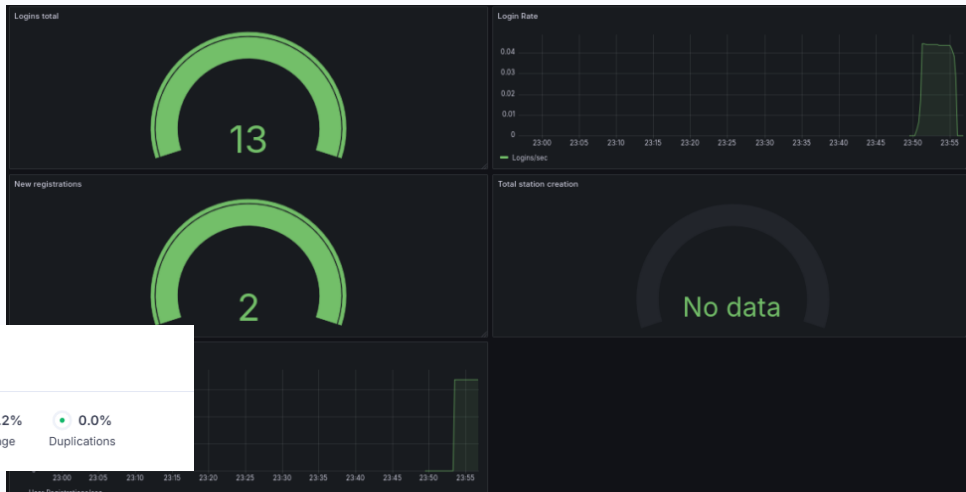 Logins total
13
Login Rate
0.04
0.03
0.02
0.01
0
23:00 23:05 23:10 23:15 23:20 23:25 23:30 23:35 23:40 23:45 23:50 23:55
Logins/sec
New registrations
2
Total station creation
No data
.2% 0.0%
Duplications
23:00 23:05 23:10 23:15 23:20 23:25 23:30 23:35 23:40 23:45 23:50 23:55